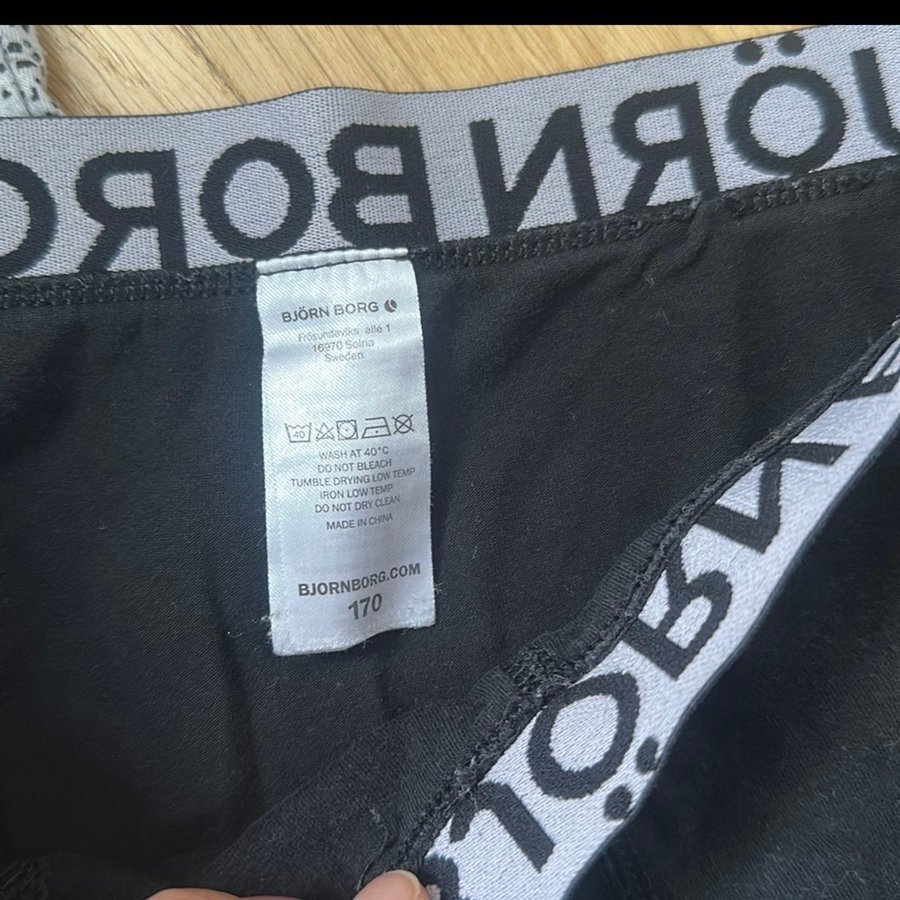 BJÖRN BORG
BJÖRN BORG
Frösundaviks allé 1
16970 Solna
Sweden
40
WASH AT 40°C
DO NOT BLEACH
TUMBLE DRYING LOW TEMP
IRON LOW TEMP
DO NOT DRY CLEAN
MADE IN CHINA
BJORNBORG.COM
170
JÖRN